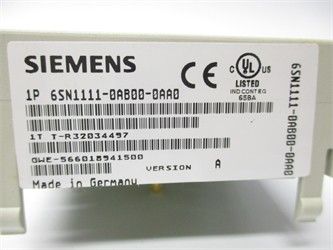 SIEMENS
CE
C UL US
LISTED
IND CONT EQ
65BA
1P 6SN1111-0AB00-0AA0
1T T-R32034497
GWE-566018941500
VERSION A
Made in Germany
6SN1111-0AB00-0AA0